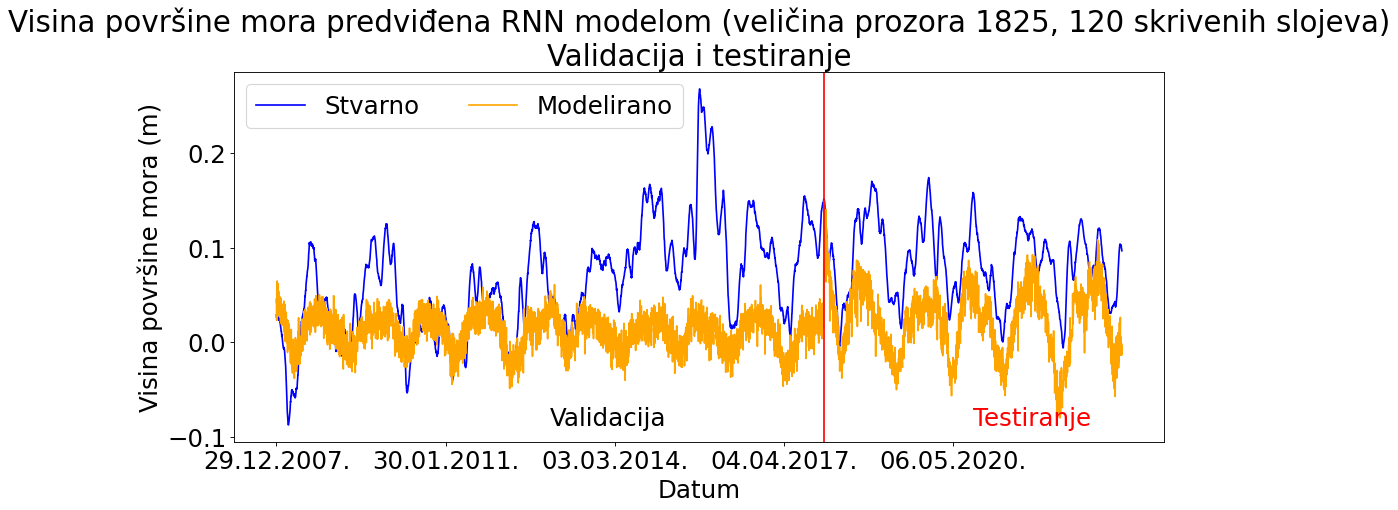 Visina površine mora predviđena RNN modelom (veličina prozora 1825, 120 skrivenih slojeva)
Validacija i testiranje
Stvarno Modelirano
Visina površine mora (m)
0.2
0.1
0.0
−0.1
Validacija
Testiranje
29.12.2007. 30.01.2011. 03.03.2014. 04.04.2017. 06.05.2020.
Datum